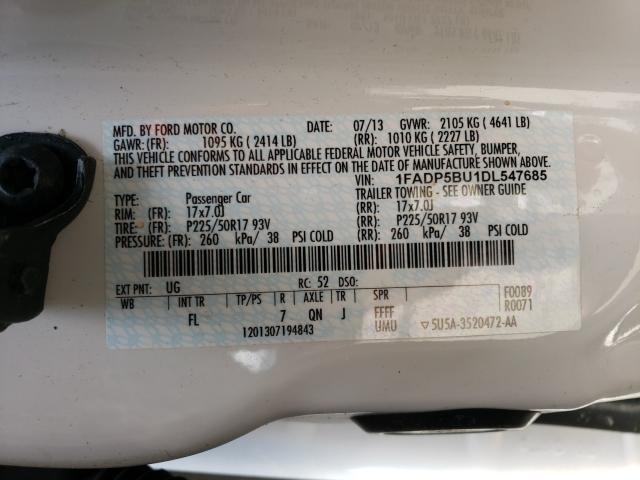 MFD. BY FORD MOTOR CO. DATE: 07/13 GVWR: 2105 KG ( 4641 LB)
GAWR: (FR): 1095 KG ( 2414 LB) (RR): 1010 KG ( 2227 LB)
THIS VEHICLE CONFORMS TO ALL APPLICABLE FEDERAL MOTOR VEHICLE SAFETY, BUMPER,
AND THEFT PREVENTION STANDARDS IN EFFECT ON THE DATE OF MANUFACTURE SHOWN ABOVE.
VIN: 1FADP5BU1DL547685
TYPE: Passenger Car TRAILER TOWING - SEE OWNER GUIDE
RIM: (FR): 17x7.0J (RR): 17x7.0J
TIRE: (FR): P225/50R17 93V (RR): P225/50R17 93V
PRESSURE: (FR): 260 kPa/ 38 PSI COLD (RR): 260 kPa/ 38 PSI COLD
EXT PNT: UG RC: 52 DSO:
WB INT TR TP/PS R AXLE TR SPR F0089
FL 7 QN J FFFF R0071
1201307194843 UMU ▽5U5A-3520472-AA